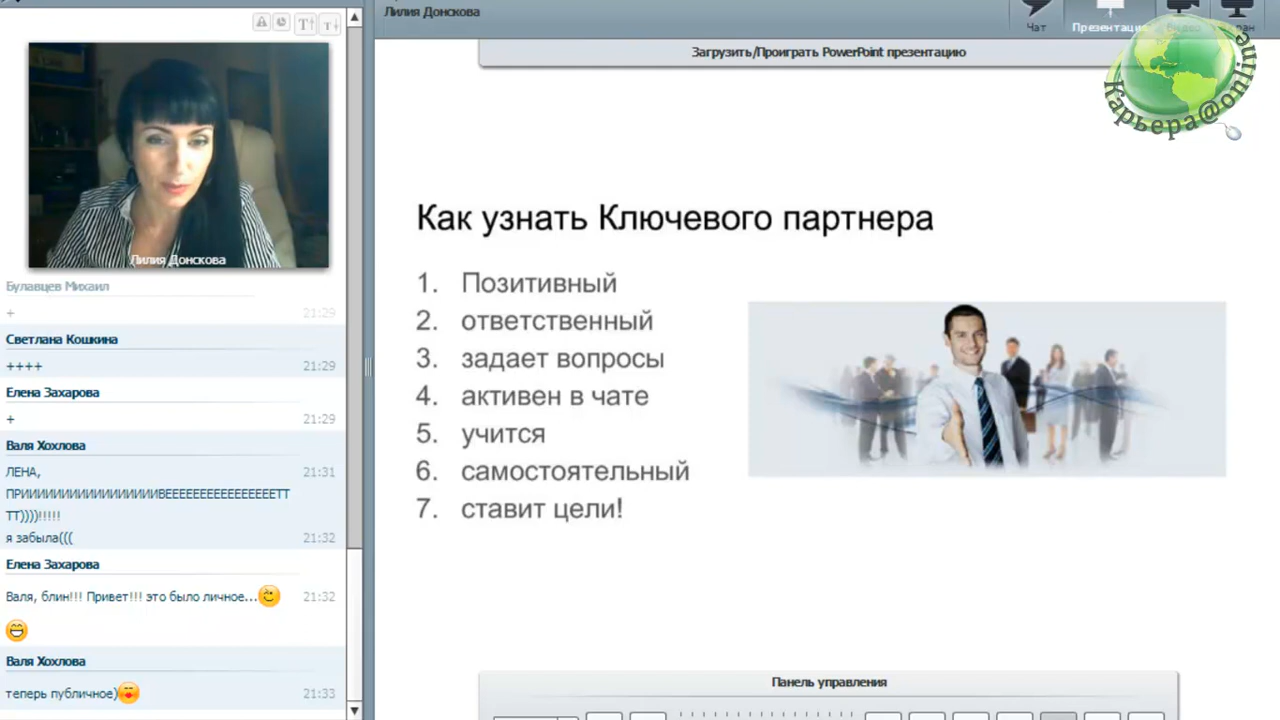 Лилия Донскова
Чат
Презентация
Загрузить/Проиграть PowerPoint презентацию
Карьера@online
Лилия Донскова
Булавцев Михаил
+ 21:29
Светлана Кошкина
++++ 21:29
Елена Захарова
+ 21:29
Валя Хохлова
ЛЕНА, 21:31
ПРИИИИИИИИИИИИИИИИВЕЕЕЕЕЕЕЕЕЕЕЕЕЕЕТТ
ТТ))))!!!!!
я забыла((( 21:32
Елена Захарова
Валя, блин!!! Привет!!! это было личное... 21:32
Валя Хохлова
теперь публичное) 21:33
Как узнать Ключевого партнера
1. Позитивный
2. ответственный
3. задает вопросы
4. активен в чате
5. учится
6. самостоятельный
7. ставит цели!
Панель управления